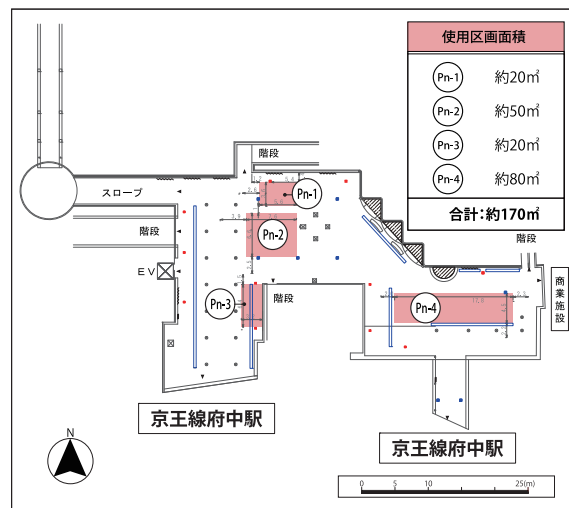 使用区画面積
Pn-1 約20㎡
Pn-2 約50㎡
Pn-3 約20㎡
Pn-4 約80㎡
合計：約170㎡
階段
スロープ
Pn-1
階段
Pn-2
階段
EV
Pn-3
階段
Pn-4
商業施設
京王線府中駅
京王線府中駅
N
0 5 10 25(m)